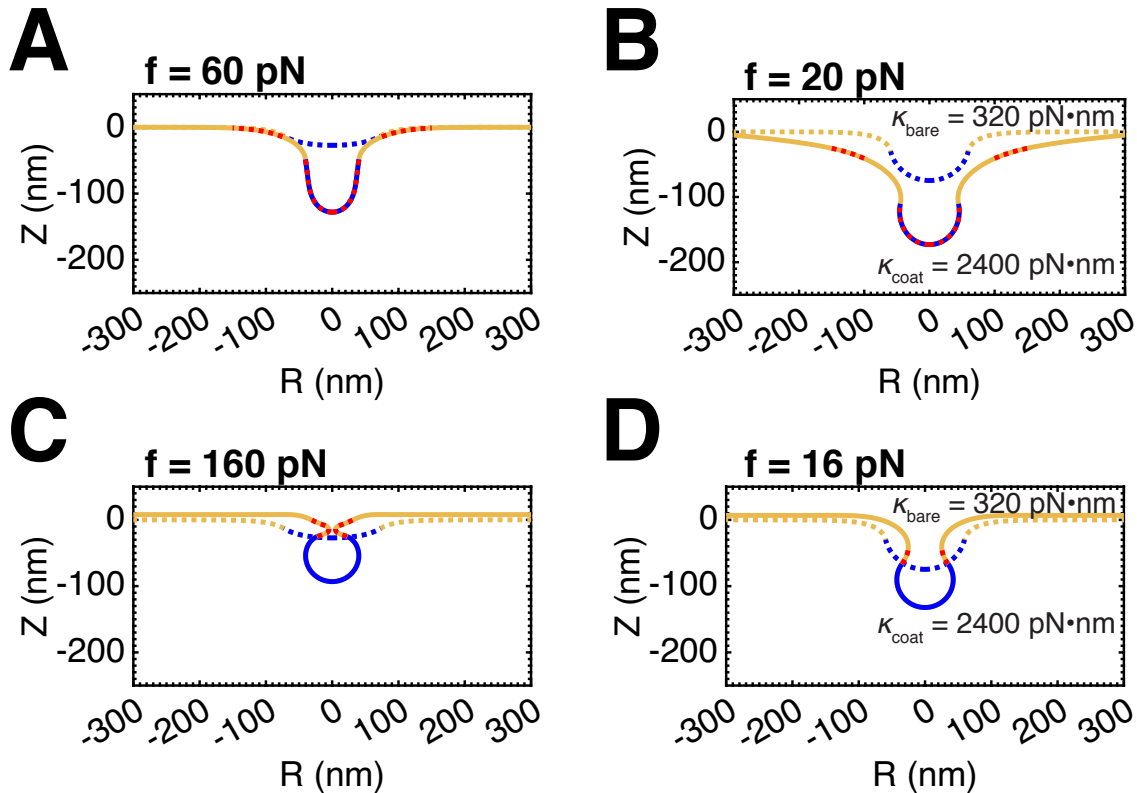 A
f = 60 pN
0
-100
-200
Z (nm)
-300
-200
-100
0
100
200
300
R (nm)
B
f = 20 pN
κbare = 320 pN•nm
κcoat = 2400 pN•nm
0
-100
-200
Z (nm)
-300
-200
-100
0
100
200
300
R (nm)
C
f = 160 pN
0
-100
-200
Z (nm)
-300
-200
-100
0
100
200
300
R (nm)
D
f = 16 pN
κbare = 320 pN•nm
κcoat = 2400 pN•nm
0
-100
-200
Z (nm)
-300
-200
-100
0
100
200
300
R (nm)